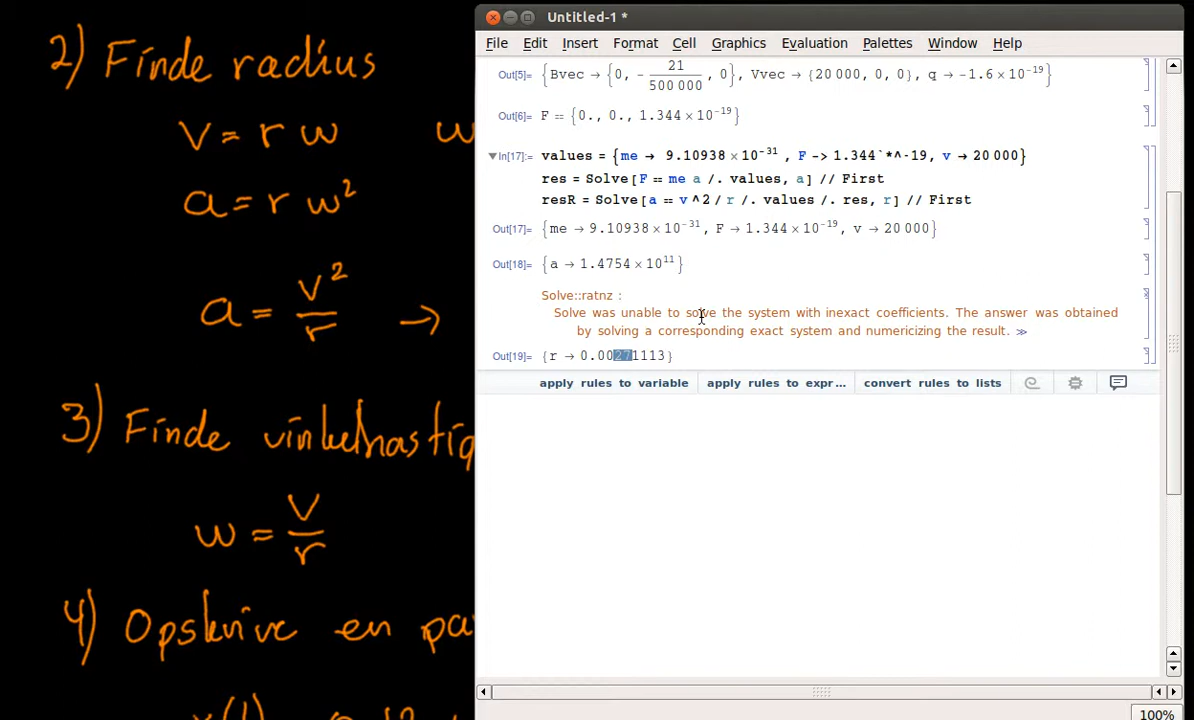 2) Finde radius
v = r w
w
a = r w²
a = v² / r →
3) Finde vinkelhastig
w = v / r
4) Opskrive en pa
Untitled-1 *
File Edit Insert Format Cell Graphics Evaluation Palettes Window Help
Out[5]= {Bvec → {0, - 21 / 500 000, 0}, Vvec → {20 000, 0, 0}, q → -1.6 × 10⁻¹⁹}
Out[6]= F == {0., 0., 1.344 × 10⁻¹⁹}
In[17]:= values = {me → 9.10938 × 10⁻³¹ , F -> 1.344`*^-19, v → 20 000}
res = Solve[F == me a /. values, a] // First
resR = Solve[a == v ^2 / r /. values /. res, r] // First
Out[17]= {me → 9.10938 × 10⁻³¹, F → 1.344 × 10⁻¹⁹, v → 20 000}
Out[18]= {a → 1.4754 × 10¹¹}
Solve::ratnz :
Solve was unable to solve the system with inexact coefficients. The answer was obtained
by solving a corresponding exact system and numericizing the result. ≫
Out[19]= {r → 0.00271113}
apply rules to variable apply rules to expr... convert rules to lists
100%